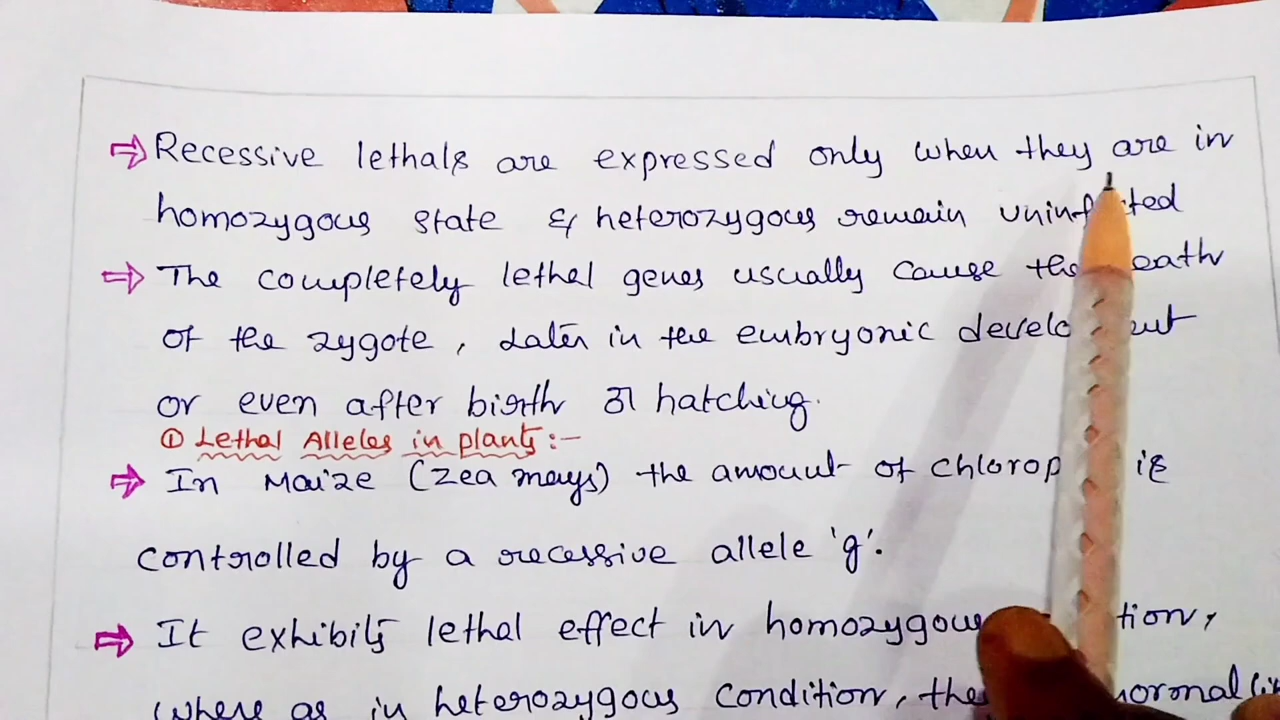 ⇨ Recessive lethals are expressed only when they are in
homozygous state & heterozygous remain
⇨ The completely lethal genes usually cause the
of the zygote, Later in the embryonic
or even after birth or hatching.
① Lethal Alleles in plants:-
⇨ In Maize (Zea mays) the amount of is
controlled by a recessive allele 'g'.
⇨ It exhibits lethal effect in homozygous
where as in heterozygous condition,